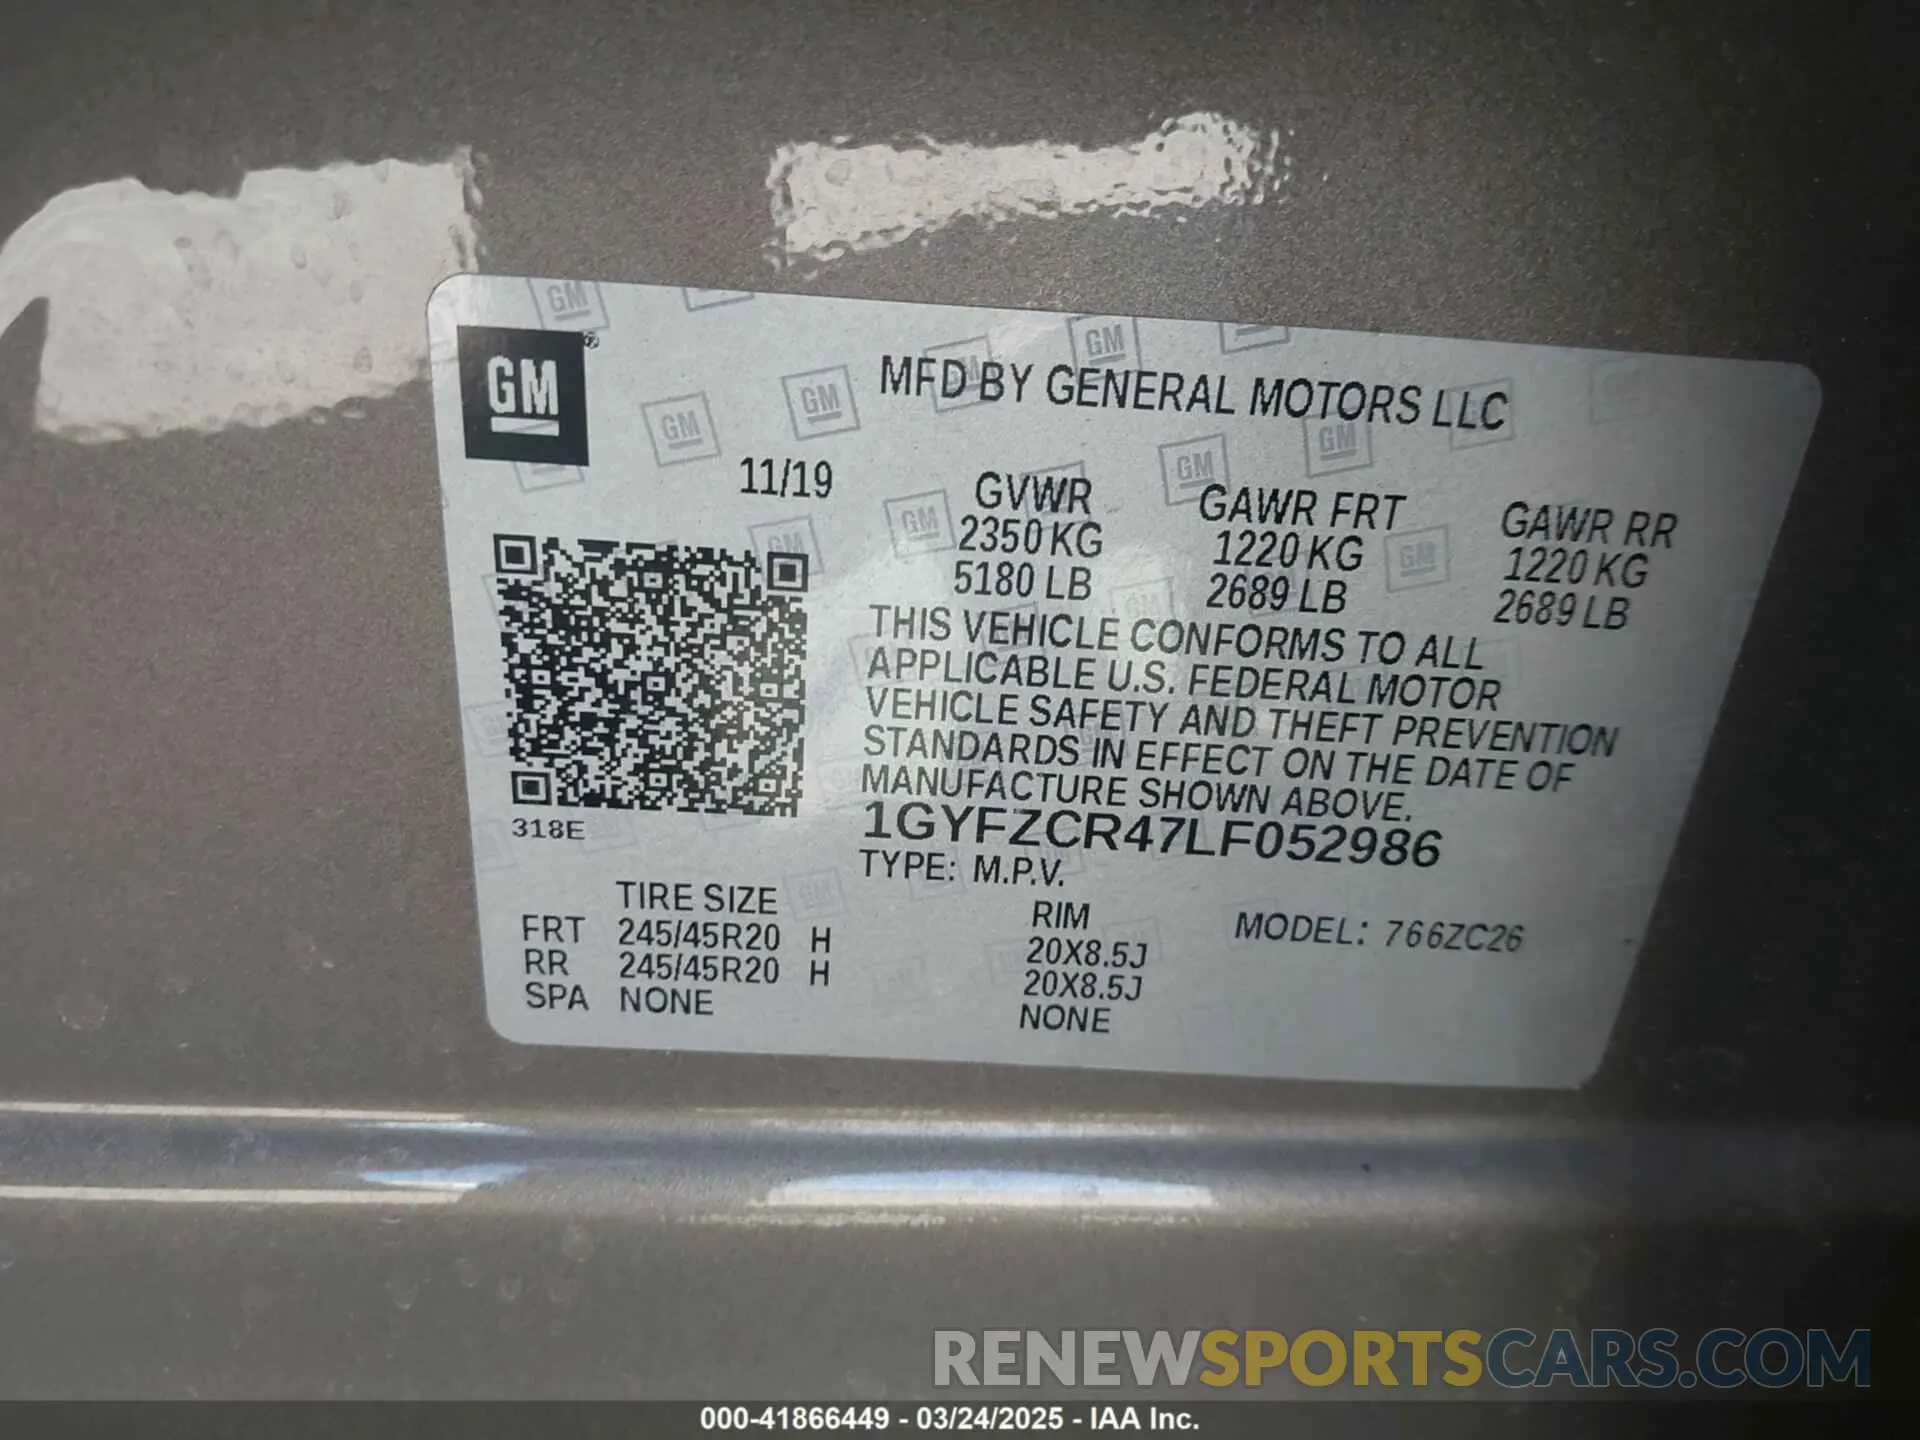 GM®
MFD BY GENERAL MOTORS LLC
11/19
GVWR GAWR FRT GAWR RR
2350 KG 1220 KG 1220 KG
5180 LB 2689 LB 2689 LB
THIS VEHICLE CONFORMS TO ALL
APPLICABLE U.S. FEDERAL MOTOR
VEHICLE SAFETY AND THEFT PREVENTION
STANDARDS IN EFFECT ON THE DATE OF
MANUFACTURE SHOWN ABOVE.
318E
1GYFZCR47LF052986
TYPE: M.P.V.
TIRE SIZE RIM MODEL: 766ZC26
FRT 245/45R20 H 20X8.5J
RR 245/45R20 H 20X8.5J
SPA NONE NONE
RENEWSPORTSCARS.COM
000-41866449 - 03/24/2025 - IAA Inc.